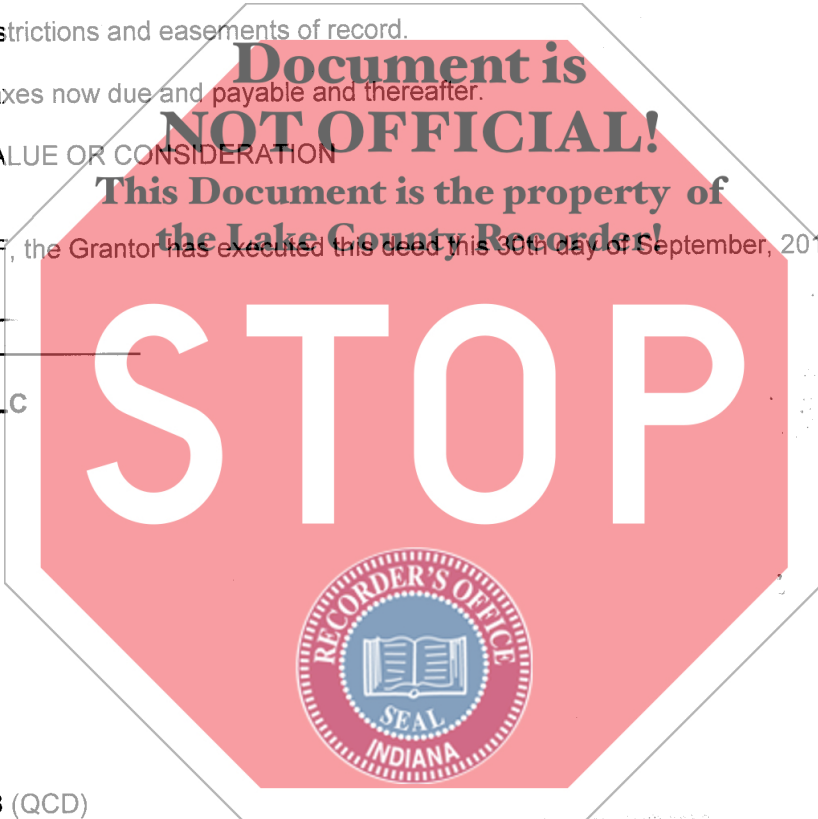 strictions and easements of record.
Document is
xes now due and payable and thereafter.
NOT OFFICIAL!
ALUE OR CONSIDERATION
This Document is the property of
the Lake County Recorder!
, the Grantor has executed this deed this 30th day of September, 201
STOP
LC
RECORDER'S OFFICE
SEAL
INDIANA
(QCD)